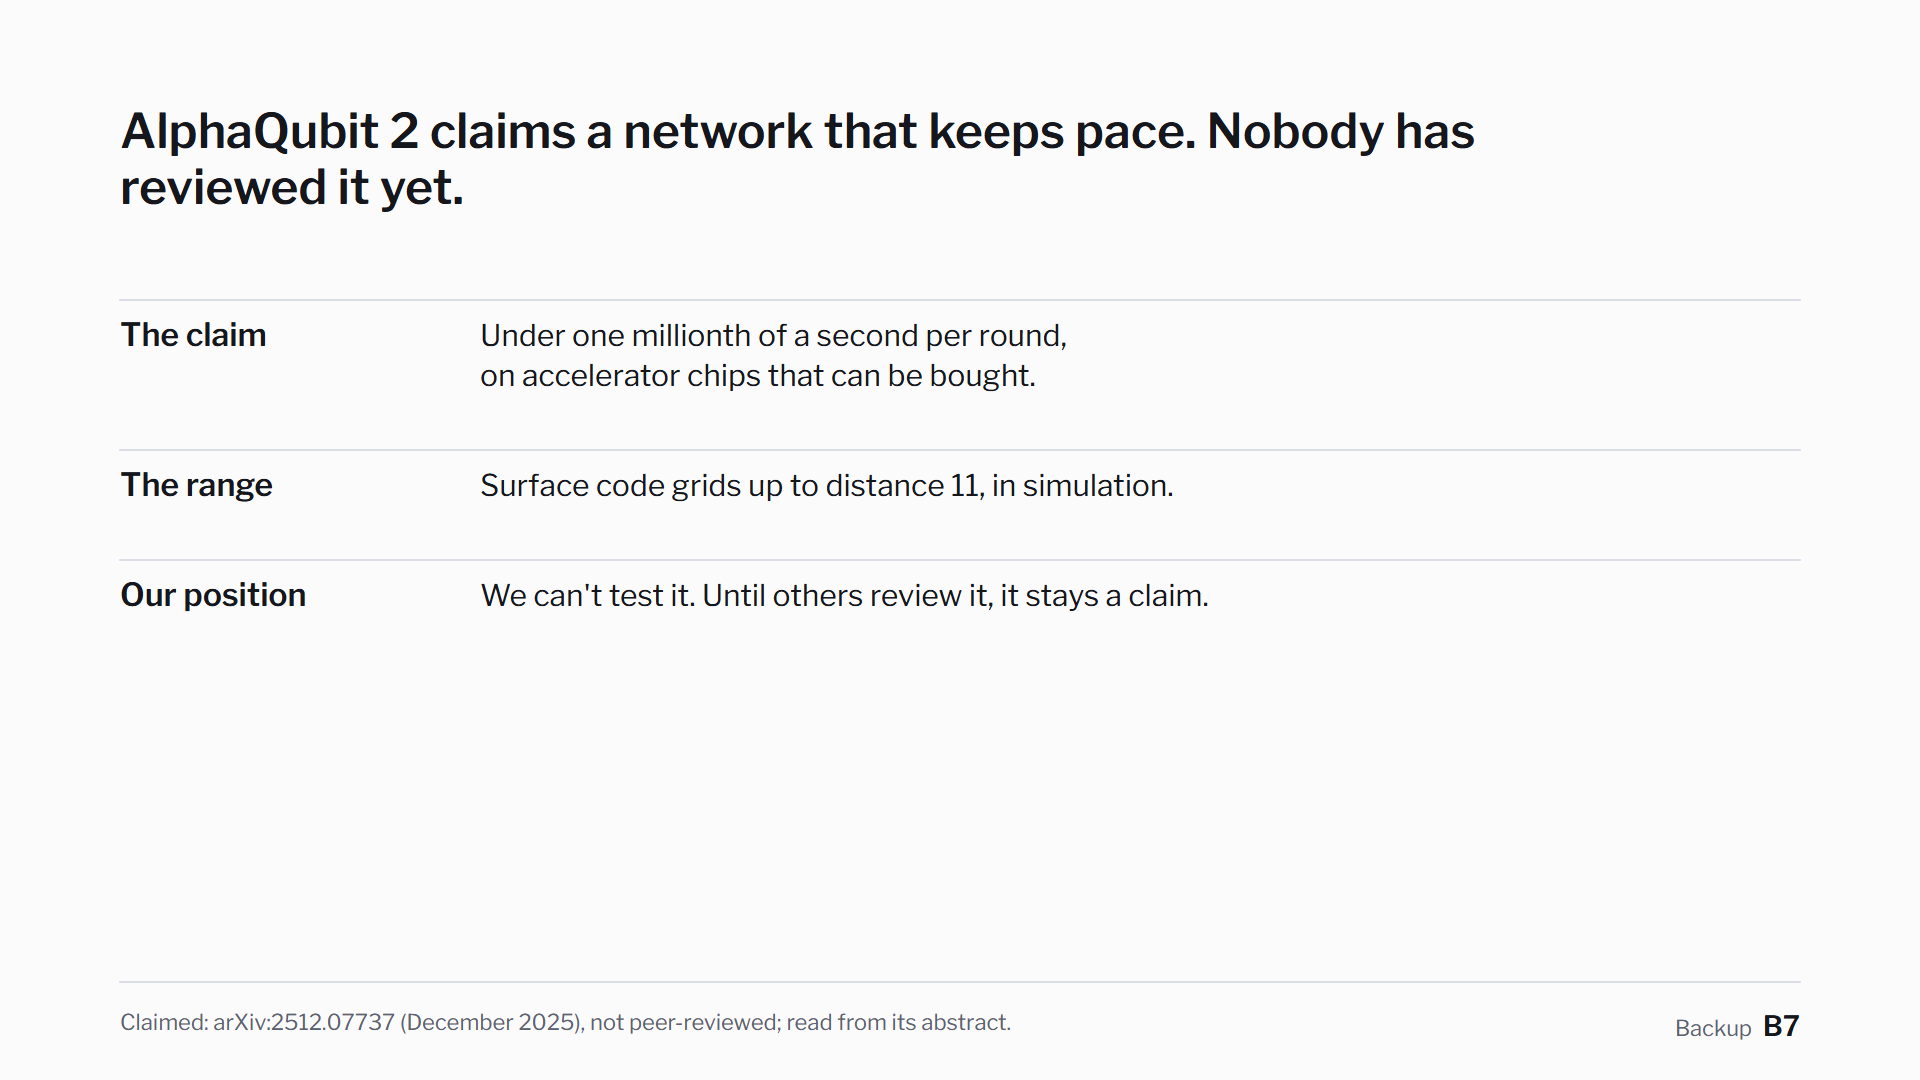 AlphaQubit 2 claims a network that keeps pace. Nobody has
reviewed it yet.
The claim
Under one millionth of a second per round,
on accelerator chips that can be bought.
The range
Surface code grids up to distance 11, in simulation.
Our position
We can't test it. Until others review it, it stays a claim.
Claimed: arXiv:2512.07737 (December 2025), not peer-reviewed; read from its abstract.
Backup B7